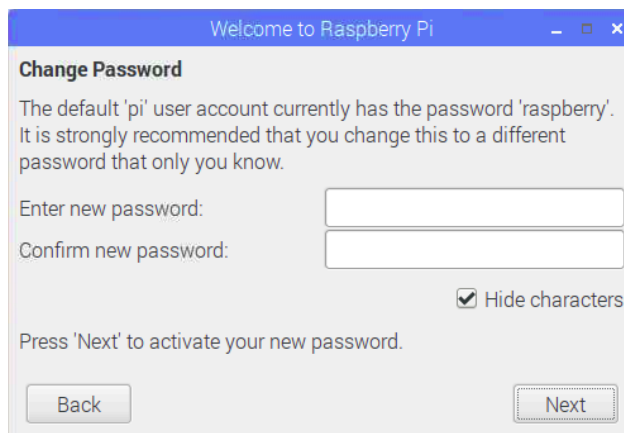 Welcome to Raspberry Pi
Change Password
The default 'pi' user account currently has the password 'raspberry'.
It is strongly recommended that you change this to a different
password that only you know.
Enter new password:
Confirm new password:
Hide characters
Press 'Next' to activate your new password.
Back
Next